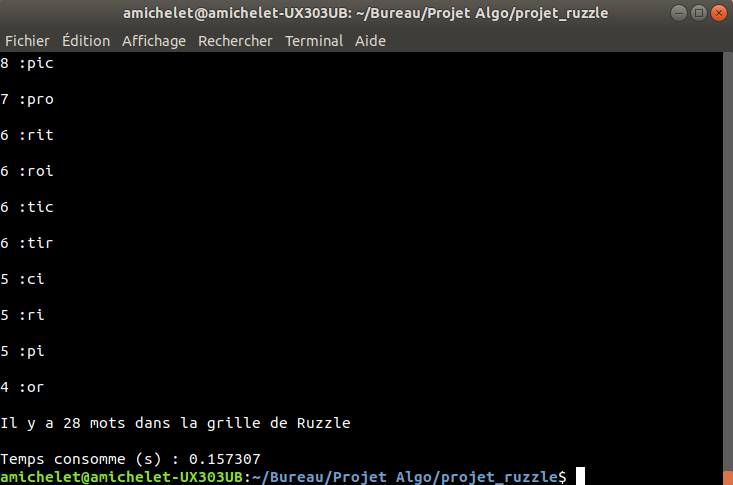 amichelet@amichelet-UX303UB: ~/Bureau/Projet Algo/projet_ruzzle
Fichier Édition Affichage Rechercher Terminal Aide
8 :pic
7 :pro
6 :rit
6 :roi
6 :tic
6 :tir
5 :ci
5 :ri
5 :pi
4 :or
Il y a 28 mots dans la grille de Ruzzle
Temps consomme (s) : 0.157307
amichelet@amichelet-UX303UB:~/Bureau/Projet Algo/projet_ruzzle$